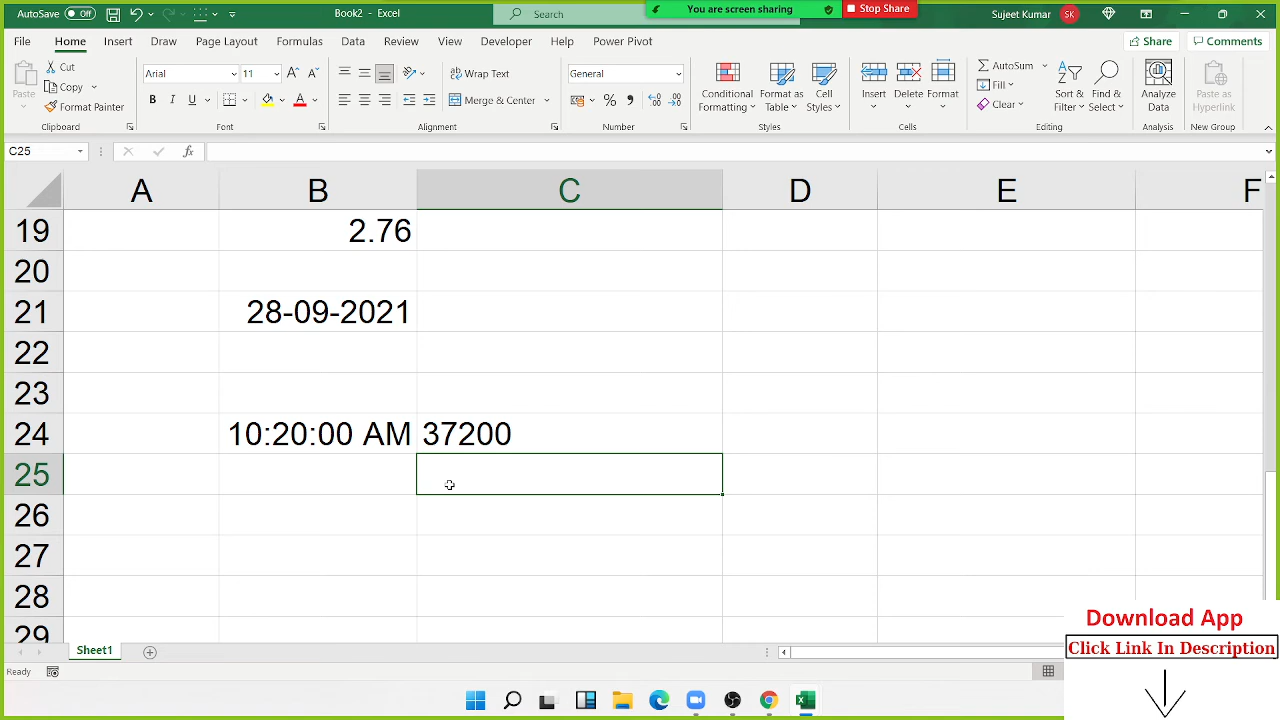 AutoSave Off Book2 - Excel Search You are screen sharing Stop Share Sujeet Kumar SK
File Home Insert Draw Page Layout Formulas Data Review View Developer Help Power Pivot Share Comments
Paste Cut Copy Format Painter Clipboard
Arial 11 B I U A Font
Wrap Text Merge & Center Alignment
General % Number
Conditional Formatting Format as Table Cell Styles Styles
Insert Delete Format Cells
AutoSum Fill Clear Sort & Filter Find & Select Editing
Analyze Data Analysis
Paste as Hyperlink New Group
C25 fx
A B C D E F
19 2.76
20
21 28-09-2021
22
23
24 10:20:00 AM 37200
25
26
27
28
29
Download App
Click Link In Description
Sheet1
Ready